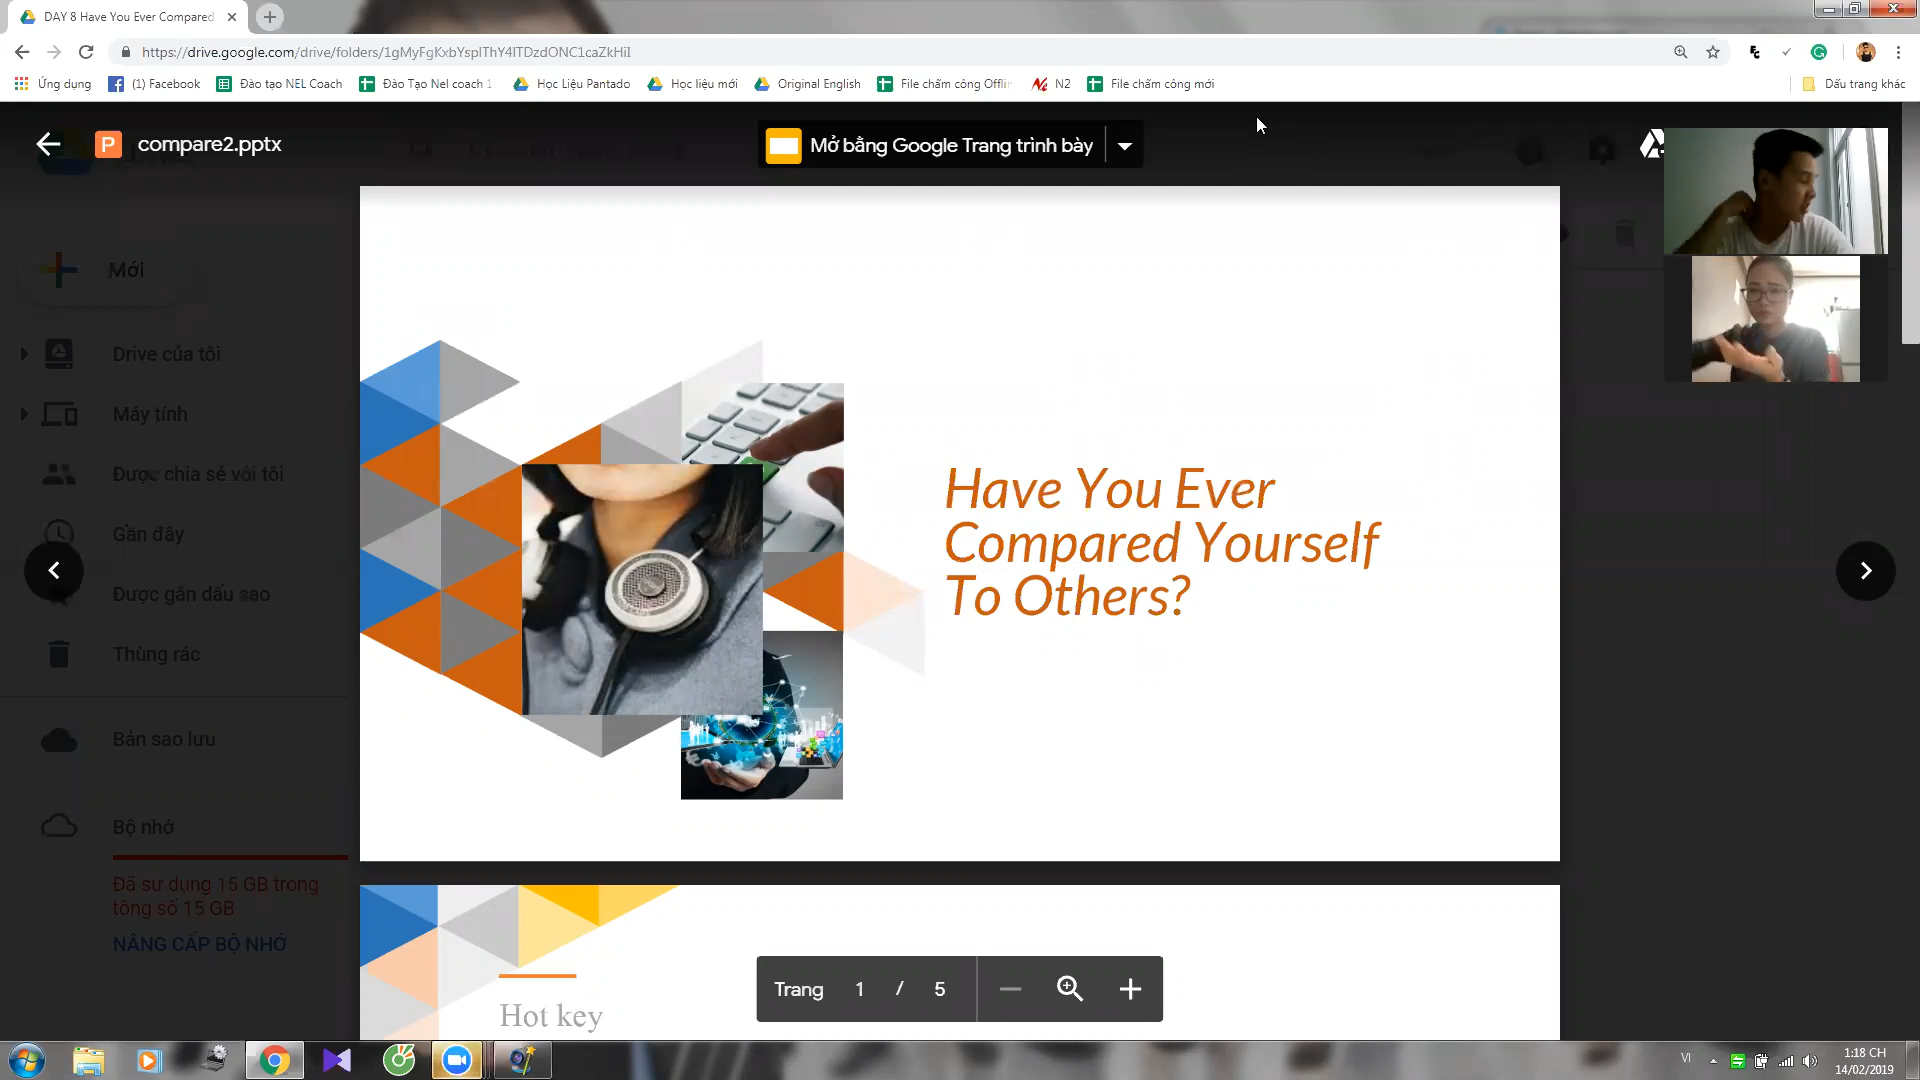 DAY 8 Have You Ever Compared
https://drive.google.com/drive/folders/1gMyFgKxbYsplThY4lTDzdONC1caZkHiI
Ứng dụng
(1) Facebook
Đào tạo NEL Coach
Đào Tạo Nel coach 1
Học Liệu Pantado
Học liệu mới
Original English
File chấm công Offlin
N2
File chấm công mới
Dấu trang khác
P
compare2.pptx
Mở bằng Google Trang trình bày
Mới
Drive của tôi
Máy tính
Được chia sẻ với tôi
Gần đây
Được gắn dấu sao
Thùng rác
Bản sao lưu
Bộ nhớ
Đã sử dụng 15 GB trong
tổng số 15 GB
NÂNG CẤP BỘ NHỚ
Have You Ever
Compared Yourself
To Others?
Hot key
Trang 1 / 5
VI
1:18 CH
14/02/2019